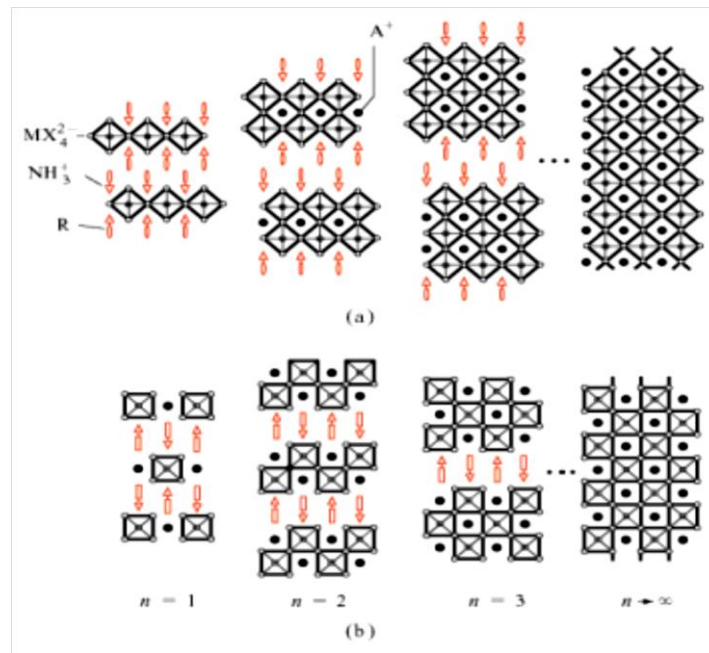 A⁺
MX₄²⁻
NH₃⁺
R
(a)
n = 1 n = 2 n = 3 n → ∞
(b)